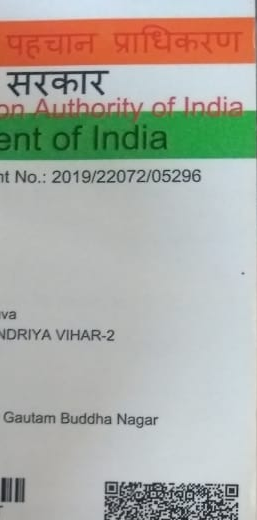 पहचान प्राधिकरण
सरकार
on Authority of India
ent of India
nt No.: 2019/22072/05296
uva
NDRIYA VIHAR-2
Gautam Buddha Nagar